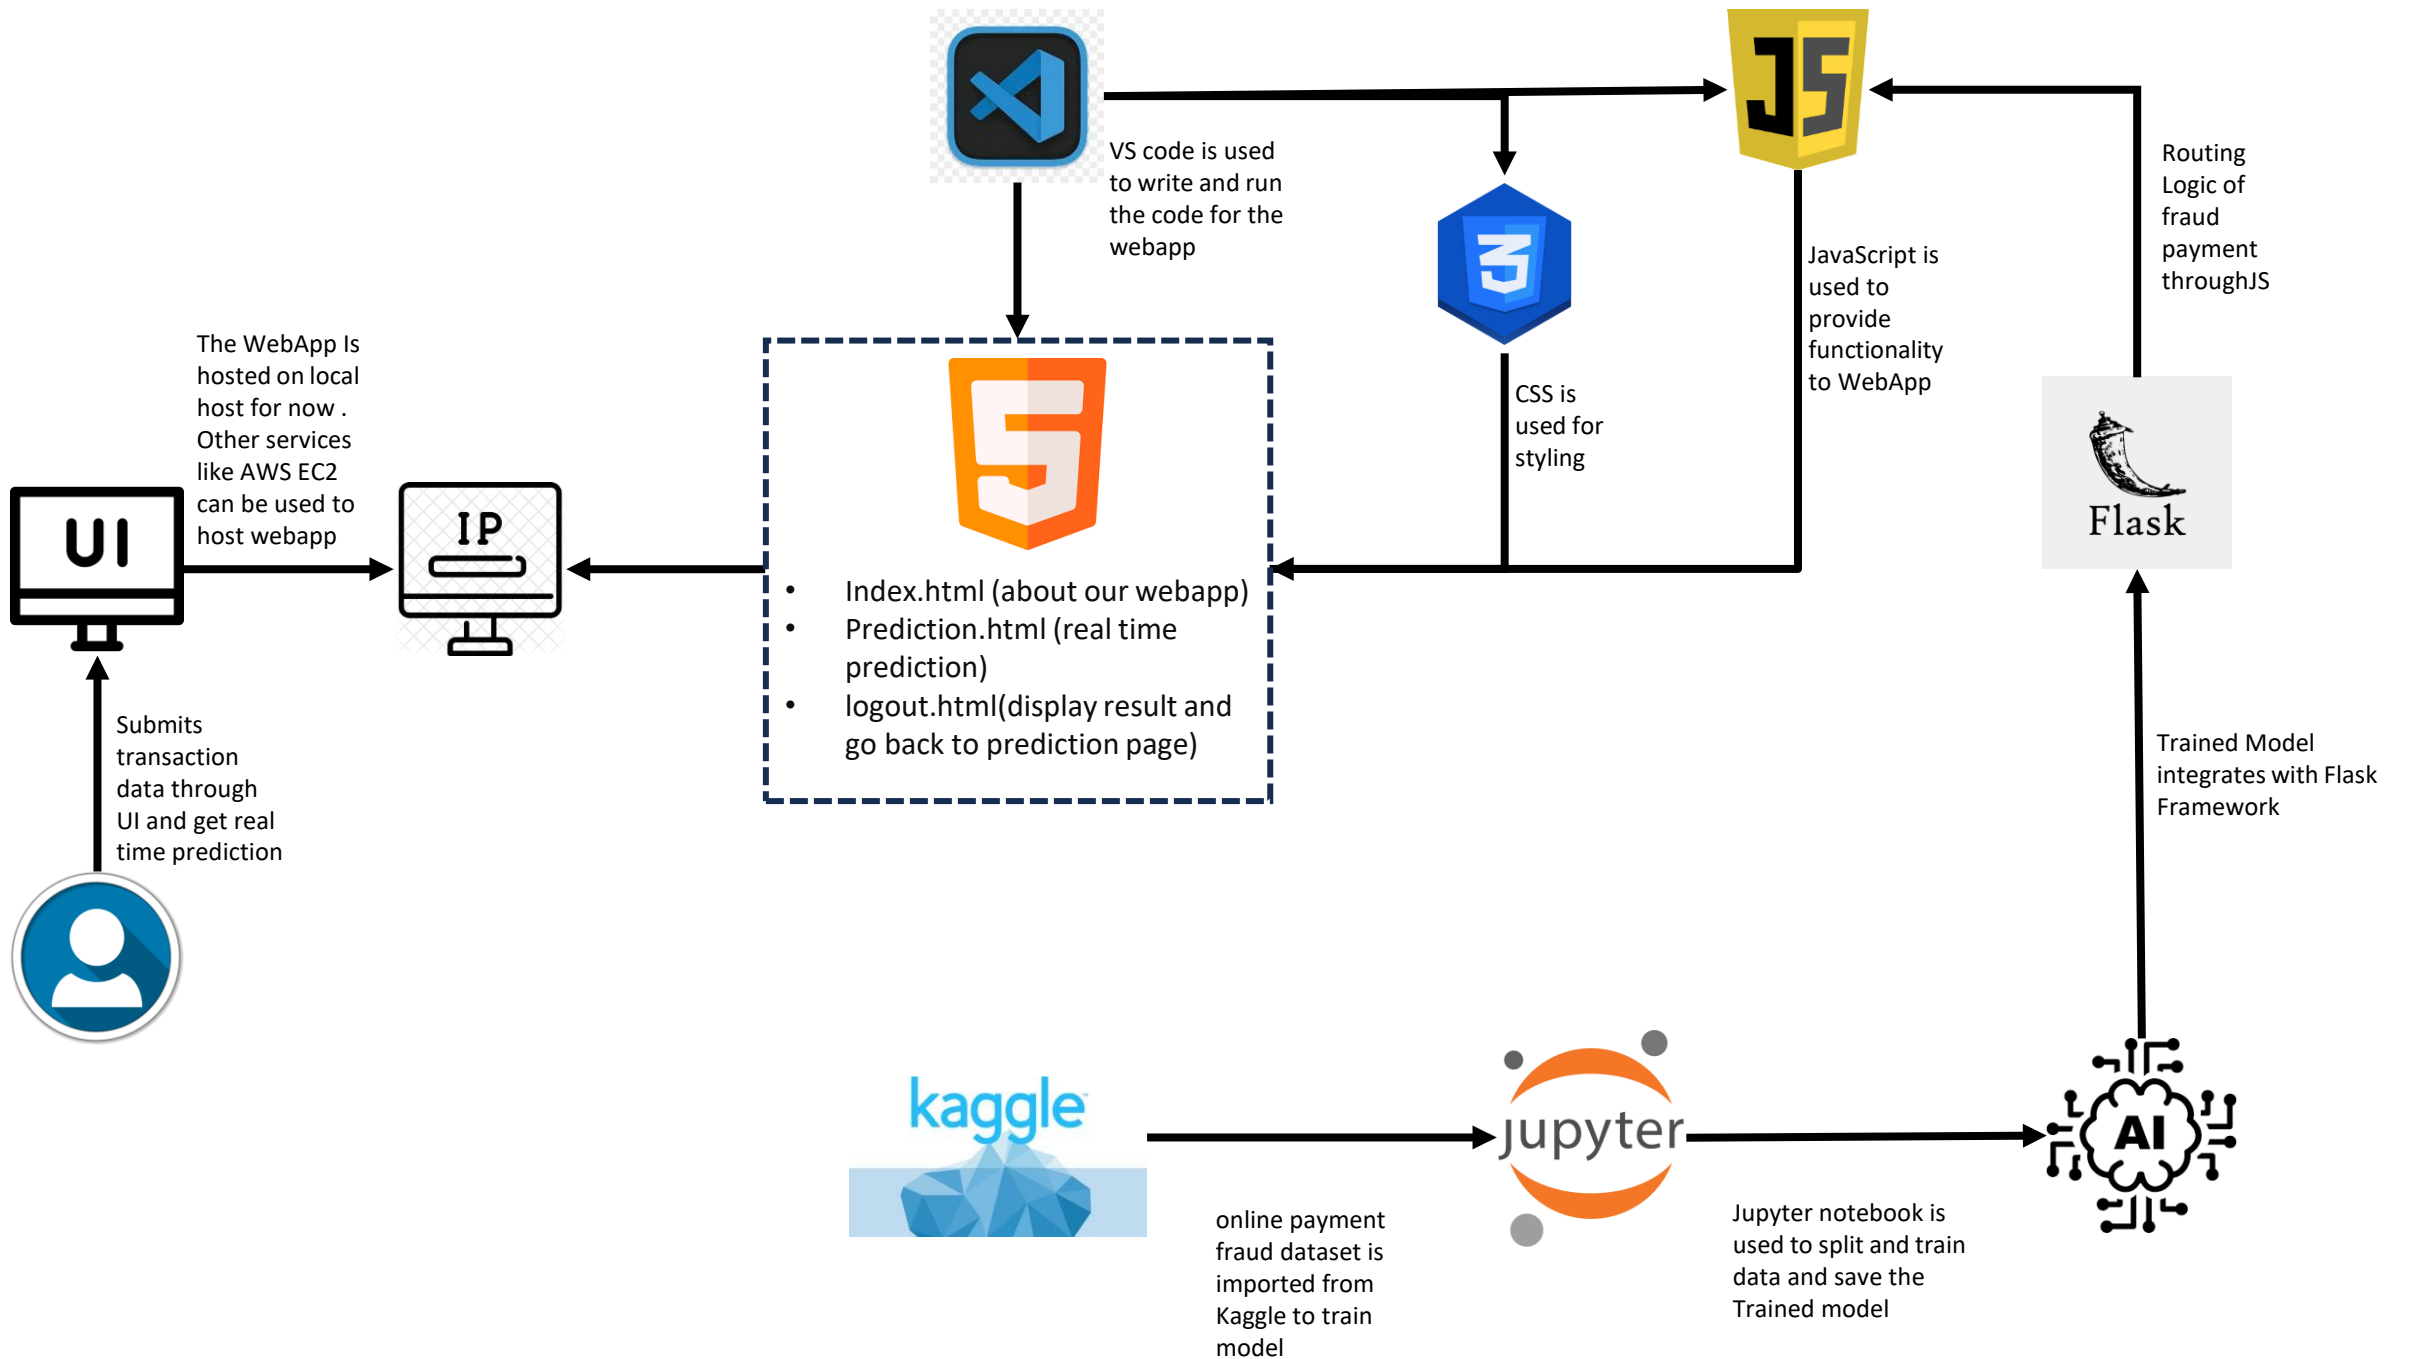 JS
VS code is used
to write and run
the code for the
webapp
Routing
Logic of
fraud
payment
throughJS
3
JavaScript is
used to
provide
functionality
to WebApp
The WebApp Is
hosted on local
host for now .
Other services
like AWS EC2
can be used to
host webapp
CSS is
used for
styling
5
UI
IP
Flask
• Index.html (about our webapp)
• Prediction.html (real time
prediction)
• logout.html(display result and
go back to prediction page)
Submits
transaction
data through
UI and get real
time prediction
Trained Model
integrates with Flask
Framework
kaggle™
jupyter
AI
online payment
fraud dataset is
imported from
Kaggle to train
model
Jupyter notebook is
used to split and train
data and save the
Trained model